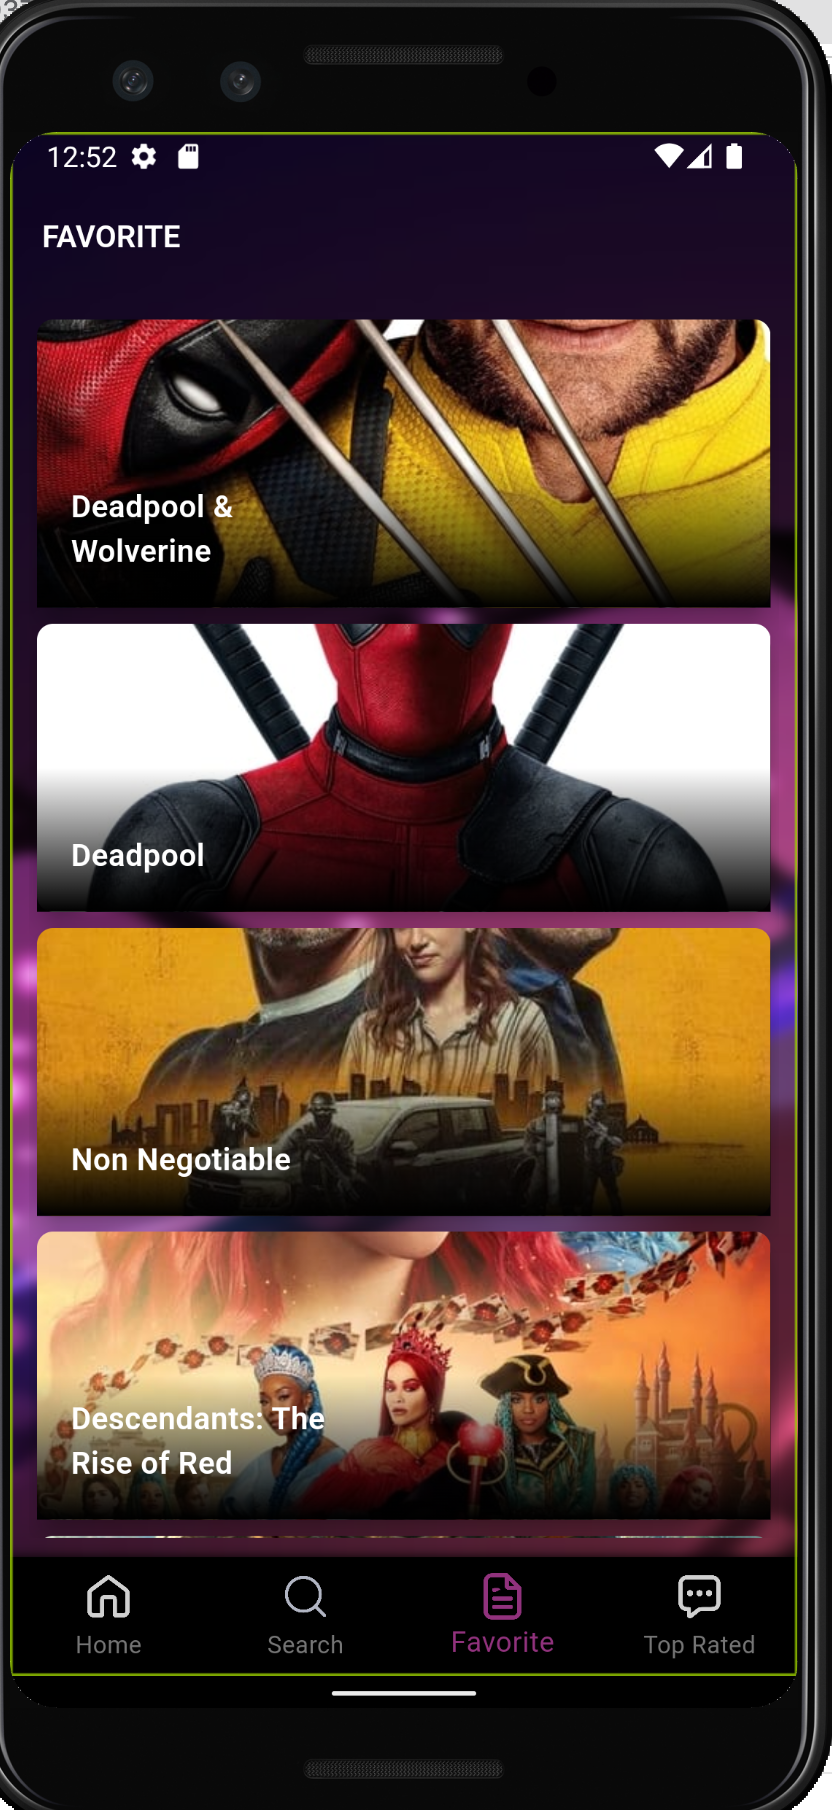 12:52
FAVORITE
Deadpool &
Wolverine
Deadpool
Non Negotiable
Descendants: The
Rise of Red
Home
Search
Favorite
Top Rated